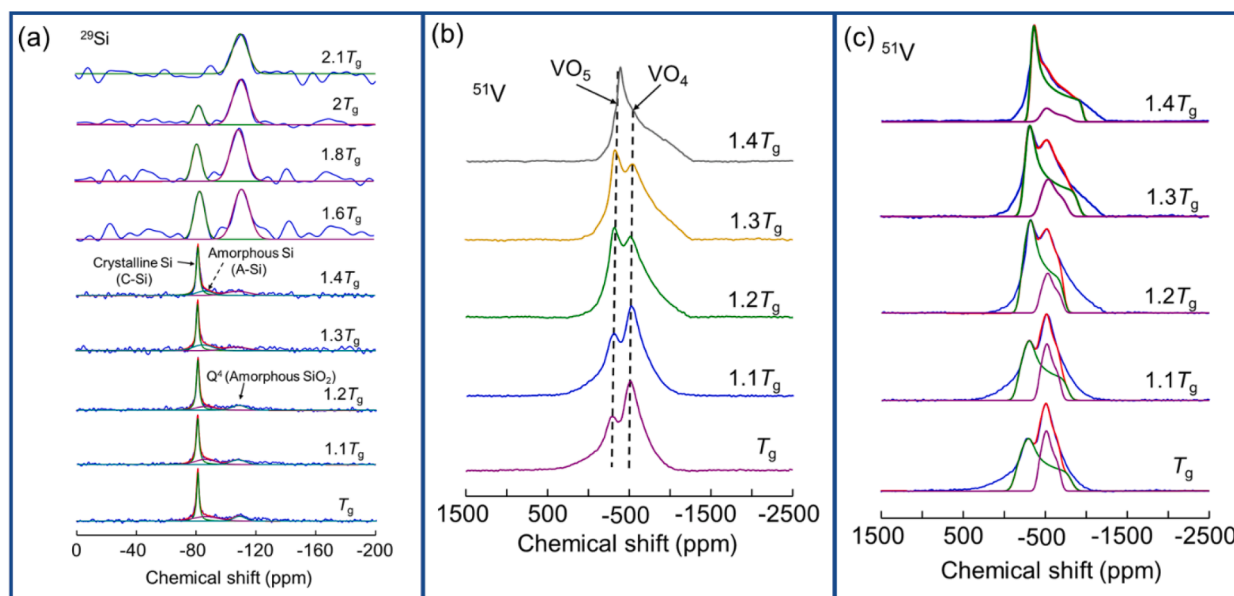 (a)
29Si
2.1Tg
2Tg
1.8Tg
1.6Tg
Crystalline Si
(C-Si)
Amorphous Si
(A-Si)
1.4Tg
1.3Tg
Q4 (Amorphous SiO2)
1.2Tg
1.1Tg
Tg
0 -40 -80 -120 -160 -200
Chemical shift (ppm)
(b)
51V
VO5
VO4
1.4Tg
1.3Tg
1.2Tg
1.1Tg
Tg
1500 500 -500 -1500 -2500
Chemical shift (ppm)
(c)
51V
1.4Tg
1.3Tg
1.2Tg
1.1Tg
Tg
1500 500 -500 -1500 -2500
Chemical shift (ppm)